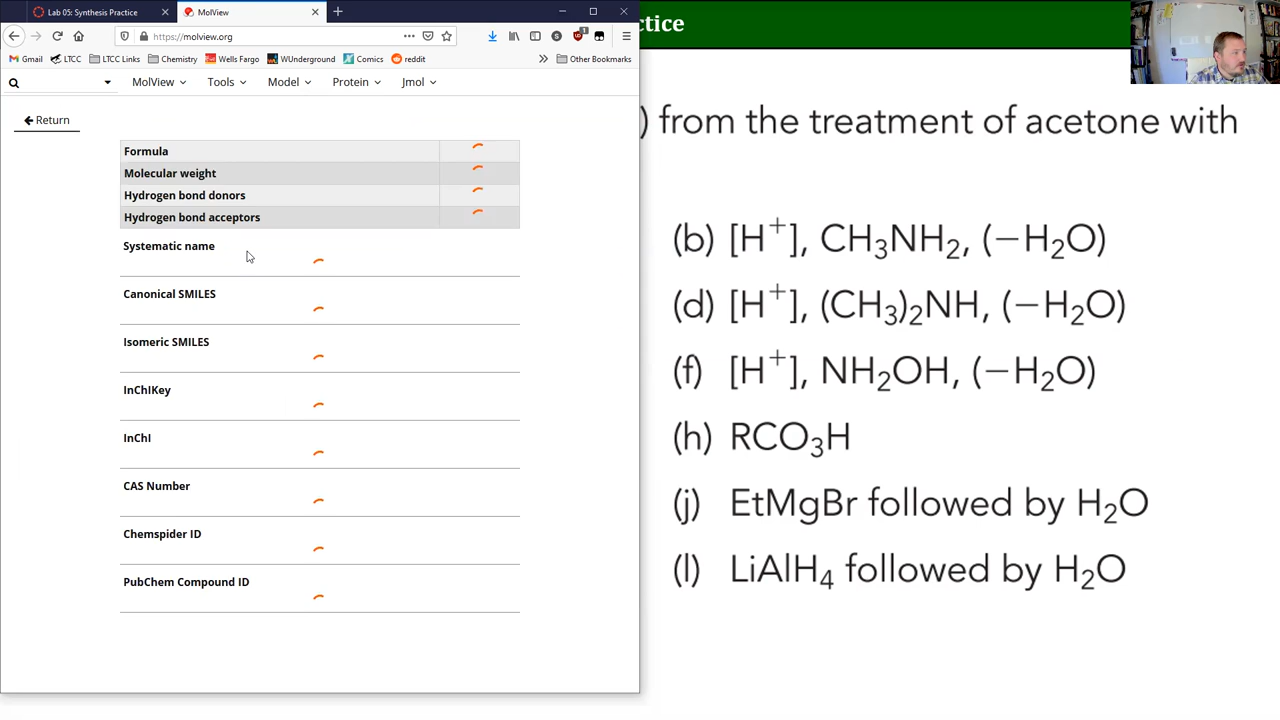 Lab 05: Synthesis Practice
MolView
ctice
https://molview.org
Gmail
LTCC
LTCC Links
Chemistry
Wells Fargo
WUnderground
Comics
reddit
Other Bookmarks
MolView
Tools
Model
Protein
Jmol
Return
) from the treatment of acetone with
Formula
Molecular weight
Hydrogen bond donors
Hydrogen bond acceptors
Systematic name
Canonical SMILES
Isomeric SMILES
InChIKey
InChI
CAS Number
Chemspider ID
PubChem Compound ID
(b) [H⁺], CH₃NH₂, (−H₂O)
(d) [H⁺], (CH₃)₂NH, (−H₂O)
(f) [H⁺], NH₂OH, (−H₂O)
(h) RCO₃H
(j) EtMgBr followed by H₂O
(l) LiAlH₄ followed by H₂O